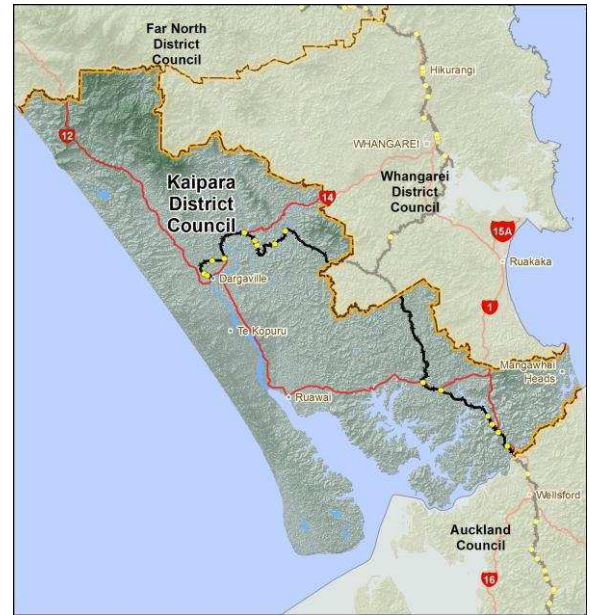 Far North
District
Council
Hikurangi
12
WHANGAREI
Kaipara
District
Council
14
Whangarei
District
Council
15A
Ruakaka
Dargaville
1
Te Kopuru
Mangawhai
Heads
Ruawai
Wellsford
Auckland
Council
16